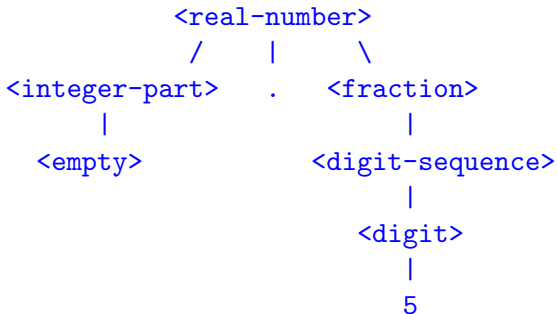 <real-number>
/ | \
<integer-part> . <fraction>
| |
<empty> <digit-sequence>
|
<digit>
|
5